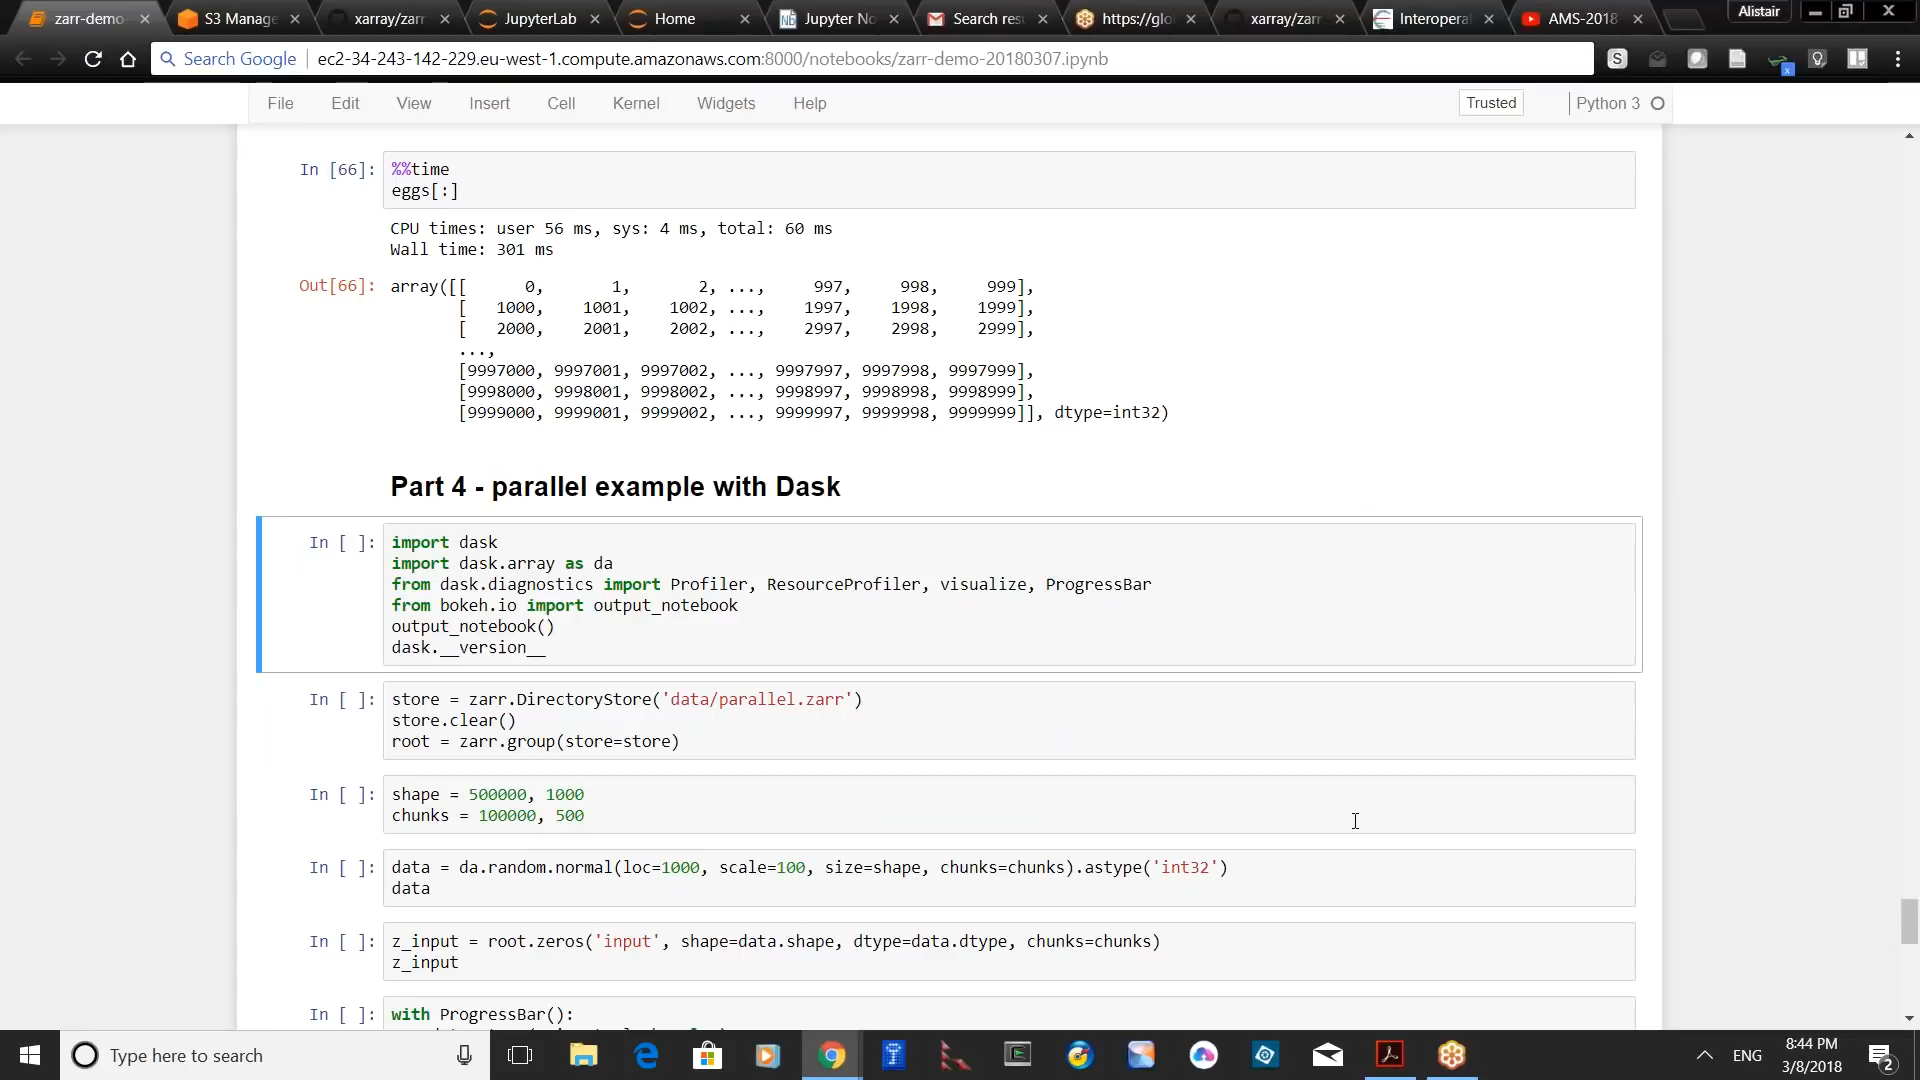 zarr-demo
S3 Manage
xarray/zarr
JupyterLab
Home
Jupyter No
Search res
https://glo
xarray/zarr
Interopera
AMS-2018
Alistair
Search Google
ec2-34-243-142-229.eu-west-1.compute.amazonaws.com:8000/notebooks/zarr-demo-20180307.ipynb
File Edit View Insert Cell Kernel Widgets Help
Trusted
Python 3
In [66]: %%time
eggs[:]
CPU times: user 56 ms, sys: 4 ms, total: 60 ms
Wall time: 301 ms
Out[66]: array([[ 0, 1, 2, ..., 997, 998, 999],
[ 1000, 1001, 1002, ..., 1997, 1998, 1999],
[ 2000, 2001, 2002, ..., 2997, 2998, 2999],
...,
[9997000, 9997001, 9997002, ..., 9997997, 9997998, 9997999],
[9998000, 9998001, 9998002, ..., 9998997, 9998998, 9998999],
[9999000, 9999001, 9999002, ..., 9999997, 9999998, 9999999]], dtype=int32)
Part 4 - parallel example with Dask
In [ ]: import dask
import dask.array as da
from dask.diagnostics import Profiler, ResourceProfiler, visualize, ProgressBar
from bokeh.io import output_notebook
output_notebook()
dask.__version__
In [ ]: store = zarr.DirectoryStore('data/parallel.zarr')
store.clear()
root = zarr.group(store=store)
In [ ]: shape = 500000, 1000
chunks = 100000, 500
In [ ]: data = da.random.normal(loc=1000, scale=100, size=shape, chunks=chunks).astype('int32')
data
In [ ]: z_input = root.zeros('input', shape=data.shape, dtype=data.dtype, chunks=chunks)
z_input
In [ ]: with ProgressBar():
Type here to search
ENG
8:44 PM
3/8/2018
2